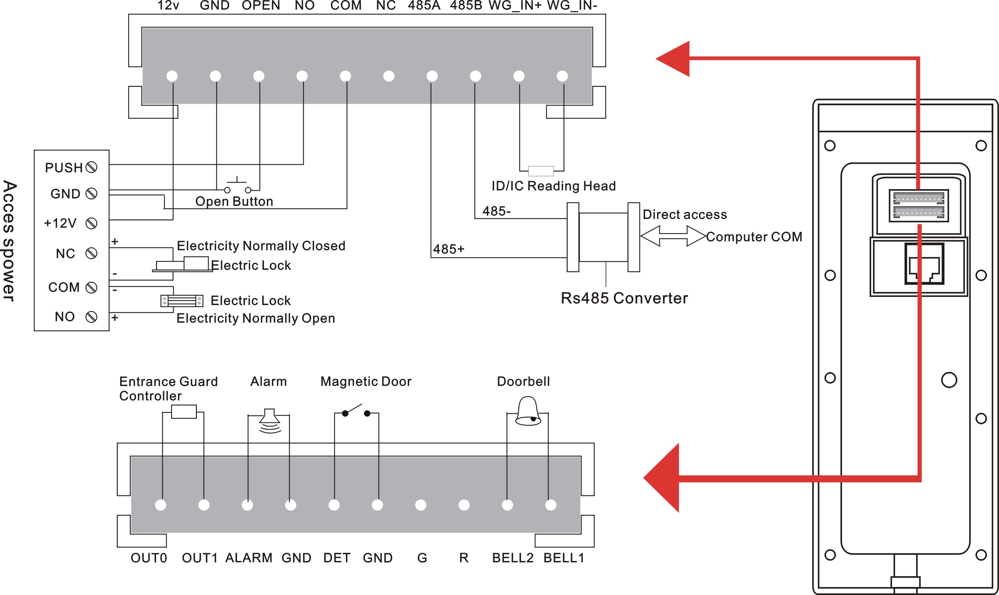 12v GND OPEN NO COM NC 485A 485B WG_IN+ WG_IN-
Access spower
PUSH
GND
+12V
NC
COM
NO
Open Button
+
Electricity Normally Closed
-
Electric Lock
-
Electric Lock
+
Electricity Normally Open
ID/IC Reading Head
485-
485+
Direct access
Computer COM
Rs485 Converter
Entrance Guard
Controller
Alarm
Magnetic Door
Doorbell
OUT0 OUT1 ALARM GND DET GND G R BELL2 BELL1